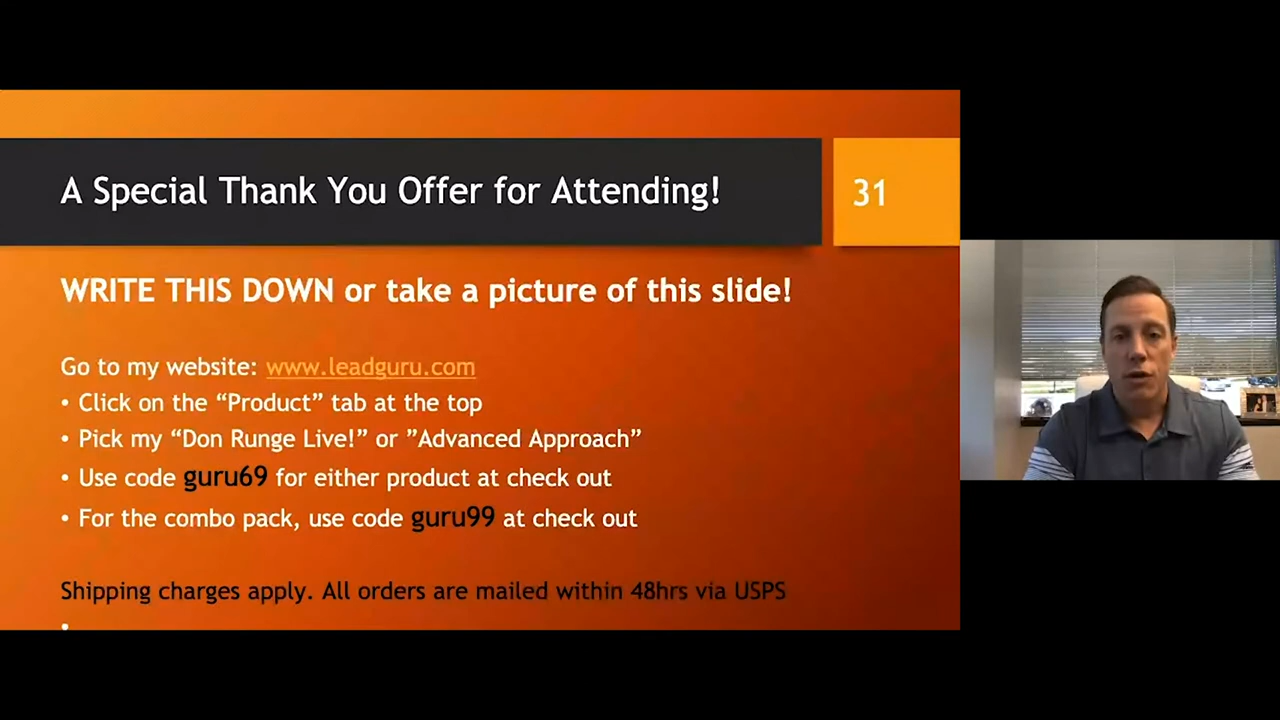 A Special Thank You Offer for Attending!
31
WRITE THIS DOWN or take a picture of this slide!
Go to my website: www.leadguru.com
• Click on the “Product” tab at the top
• Pick my “Don Runge Live!” or ”Advanced Approach”
• Use code guru69 for either product at check out
• For the combo pack, use code guru99 at check out
Shipping charges apply. All orders are mailed within 48hrs via USPS